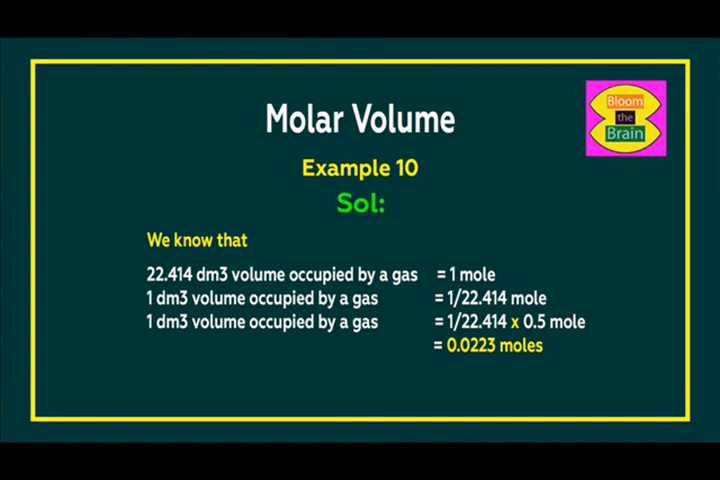 Bloom
the
Brain
Molar Volume
Example 10
Sol:
We know that
22.414 dm3 volume occupied by a gas = 1 mole
1 dm3 volume occupied by a gas = 1/22.414 mole
1 dm3 volume occupied by a gas = 1/22.414 x 0.5 mole
= 0.0223 moles